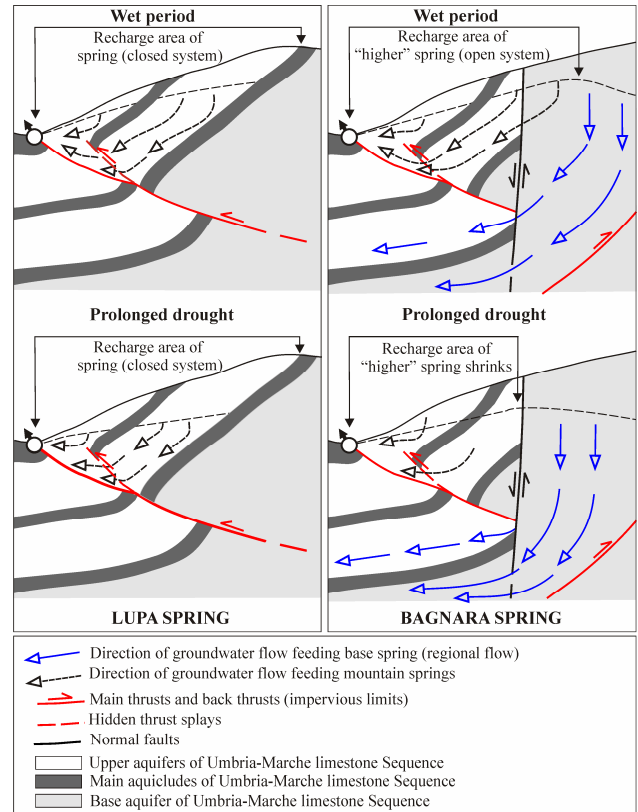 Wet period
Recharge area of
spring (closed system)
Wet period
Recharge area of
“higher” spring (open system)
Prolonged drought
Recharge area of
spring (closed system)
LUPA SPRING
Prolonged drought
Recharge area of
“higher” spring shrinks
BAGNARA SPRING
Direction of groundwater flow feeding base spring (regional flow)
Direction of groundwater flow feeding mountain springs
Main thrusts and back thrusts (impervious limits)
Hidden thrust splays
Normal faults
Upper aquifers of Umbria-Marche limestone Sequence
Main aquicludes of Umbria-Marche limestone Sequence
Base aquifer of Umbria-Marche limestone Sequence